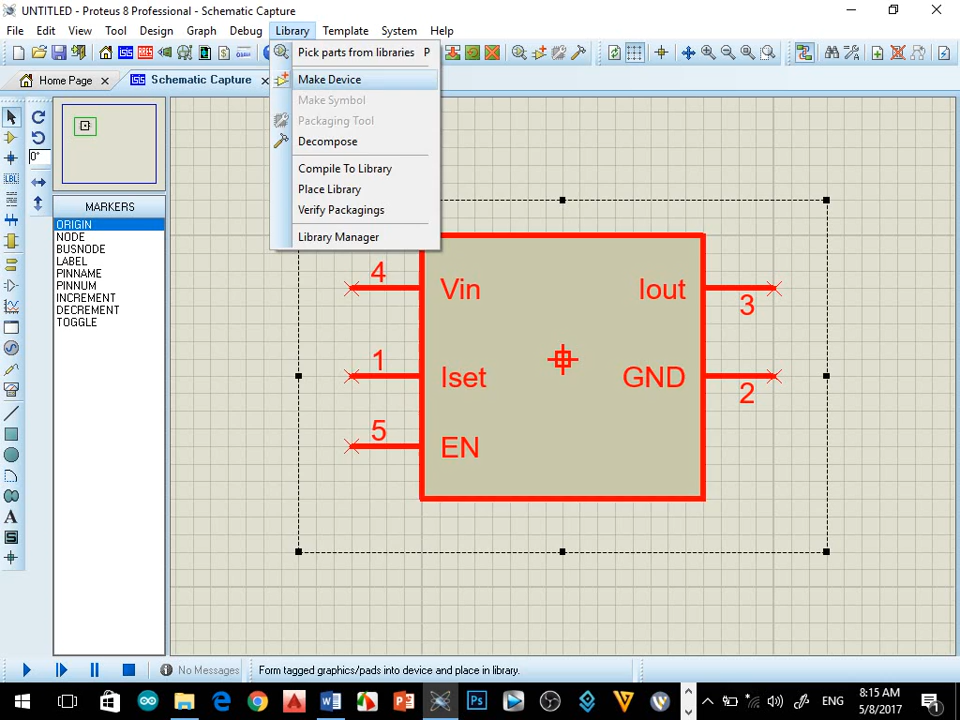 UNTITLED - Proteus 8 Professional - Schematic Capture
File Edit View Tool Design Graph Debug Library Template System Help
Pick parts from libraries P
Make Device
Make Symbol
Packaging Tool
Decompose
Compile To Library
Place Library
Verify Packagings
Library Manager
Home Page
Schematic Capture
0°
LBL
MARKERS
ORIGIN
NODE
BUSNODE
LABEL
PINNAME
PINNUM
INCREMENT
DECREMENT
TOGGLE
A
S
4 Vin Iout 3
1 Iset GND 2
5 EN
No Messages
Form tagged graphics/pads into device and place in library.
ENG
8:15 AM
5/8/2017